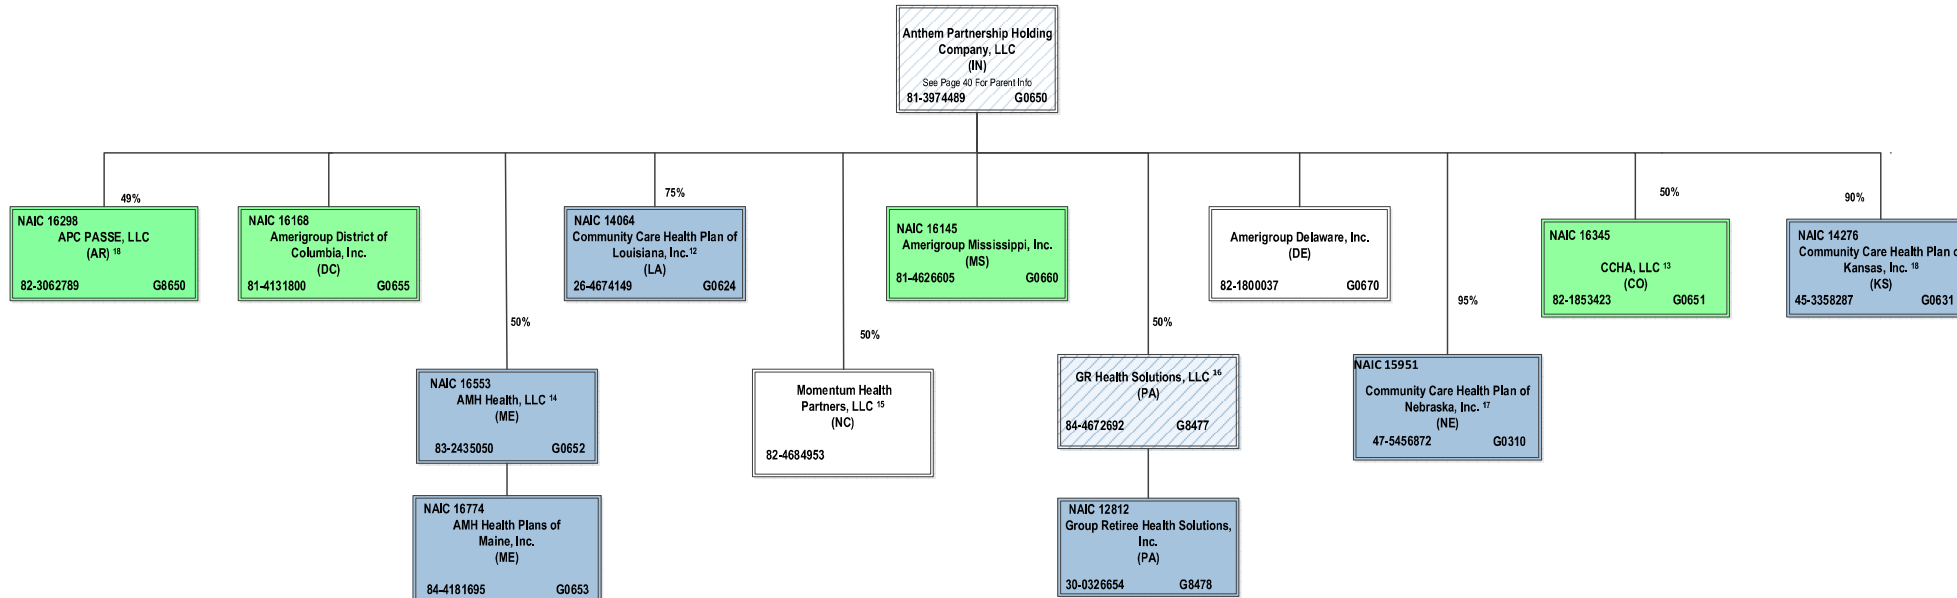 Anthem Partnership Holding
Company, LLC
(IN)
See Page 40 For Parent Info
81-3974489 G0650
49%
NAIC 16298
APC PASSE, LLC
(AR) 18
82-3062789 G8650
NAIC 16168
Amerigroup District of
Columbia, Inc.
(DC)
81-4131800 G0655
75%
NAIC 14064
Community Care Health Plan of
Louisiana, Inc. 12
(LA)
26-4674149 G0624
NAIC 16145
Amerigroup Mississippi, Inc.
(MS)
81-4626605 G0660
Amerigroup Delaware, Inc.
(DE)
82-1800037 G0670
50%
NAIC 16345
CCHA, LLC 13
(CO)
82-1853423 G0651
90%
NAIC 14276
Community Care Health Plan o
Kansas, Inc. 18
(KS)
45-3358287 G0631
50%
NAIC 16553
AMH Health, LLC 14
(ME)
83-2435050 G0652
50%
Momentum Health
Partners, LLC 15
(NC)
82-4684953
50%
GR Health Solutions, LLC 16
(PA)
84-4672692 G8477
95%
NAIC 15951
Community Care Health Plan of
Nebraska, Inc. 17
(NE)
47-5456872 G0310
NAIC 16774
AMH Health Plans of
Maine, Inc.
(ME)
84-4181695 G0653
NAIC 12812
Group Retiree Health Solutions,
Inc.
(PA)
30-0326654 G8478